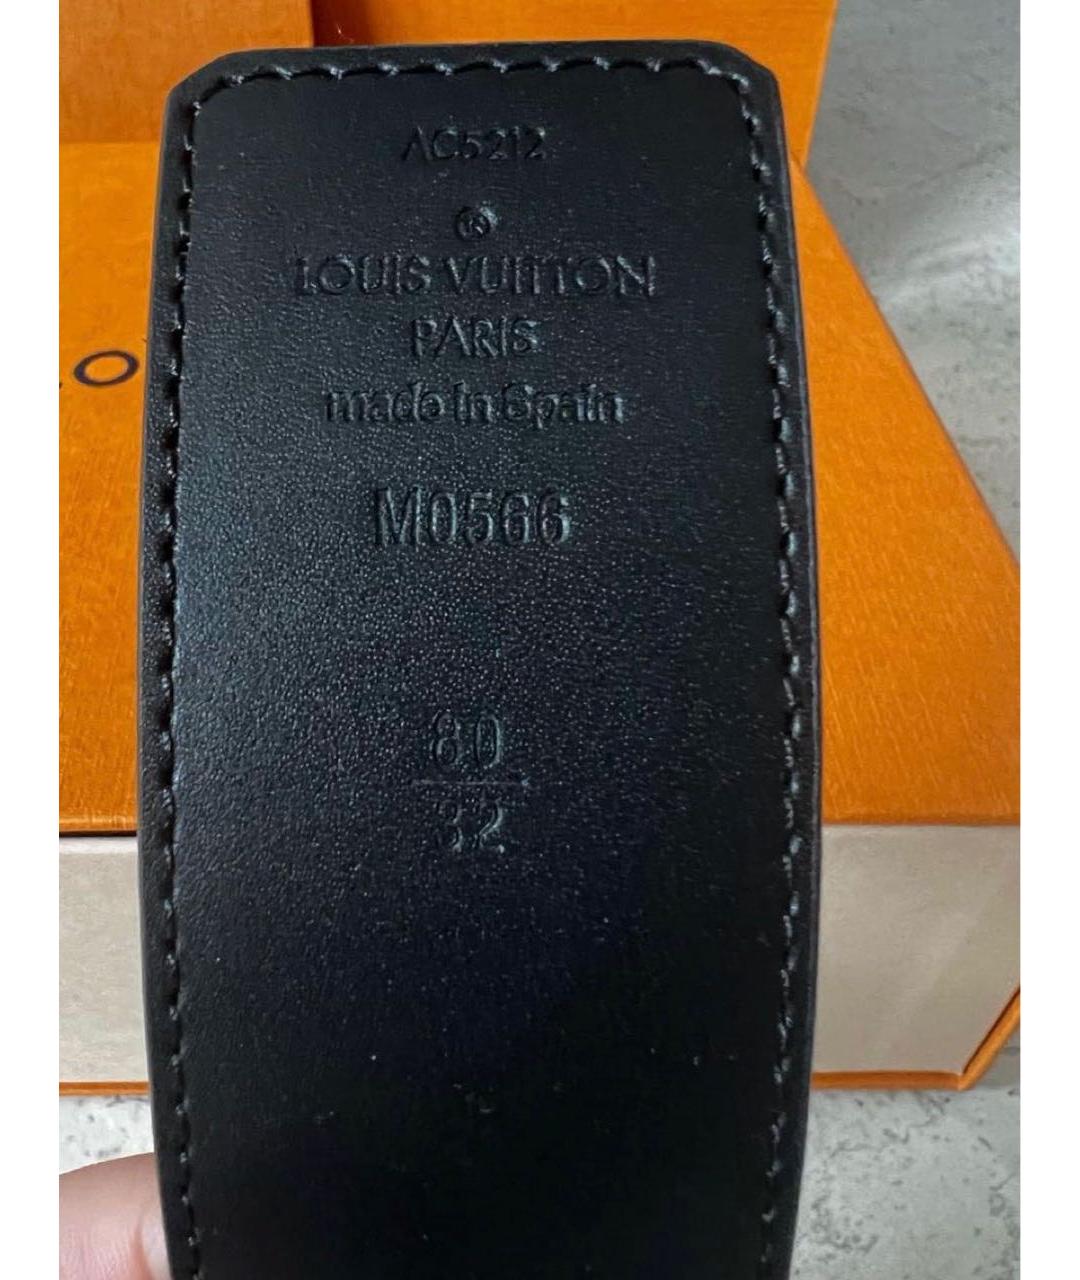 AC5212
®
LOUIS VUITTON
PARIS
made in Spain
M0566
80
32
O